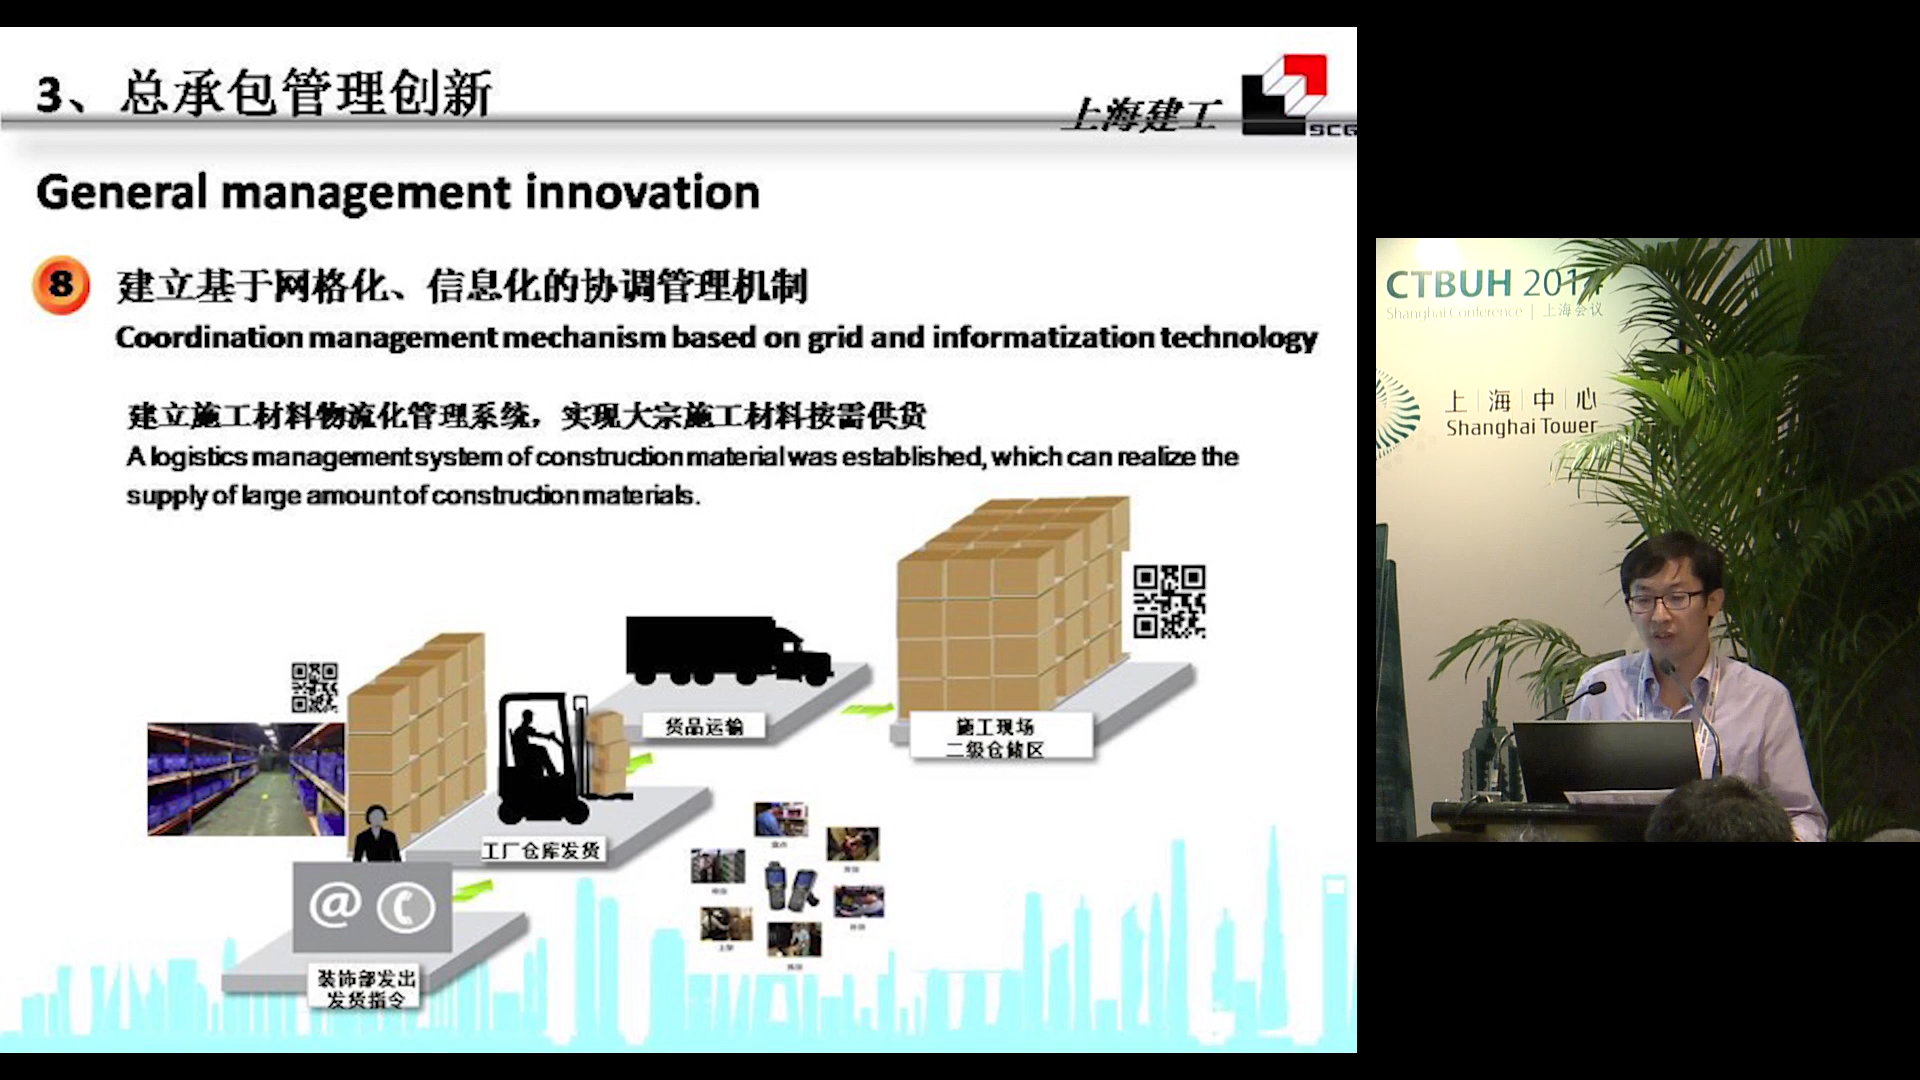 3、总承包管理创新
上海建工
SCG
General management innovation
8
建立基于网格化、信息化的协调管理机制
Coordination management mechanism based on grid and informatization technology
建立施工材料物流化管理系统，实现大宗施工材料按需供货
A logistics management system of construction material was established, which can realize the
supply of large amount of construction materials.
货品运输
施工现场
二级仓储区
工厂仓库发货
@
装饰部发出
发货指令
CTBUH 2014
Shanghai Conference | 上海会议
上海中心
Shanghai Tower